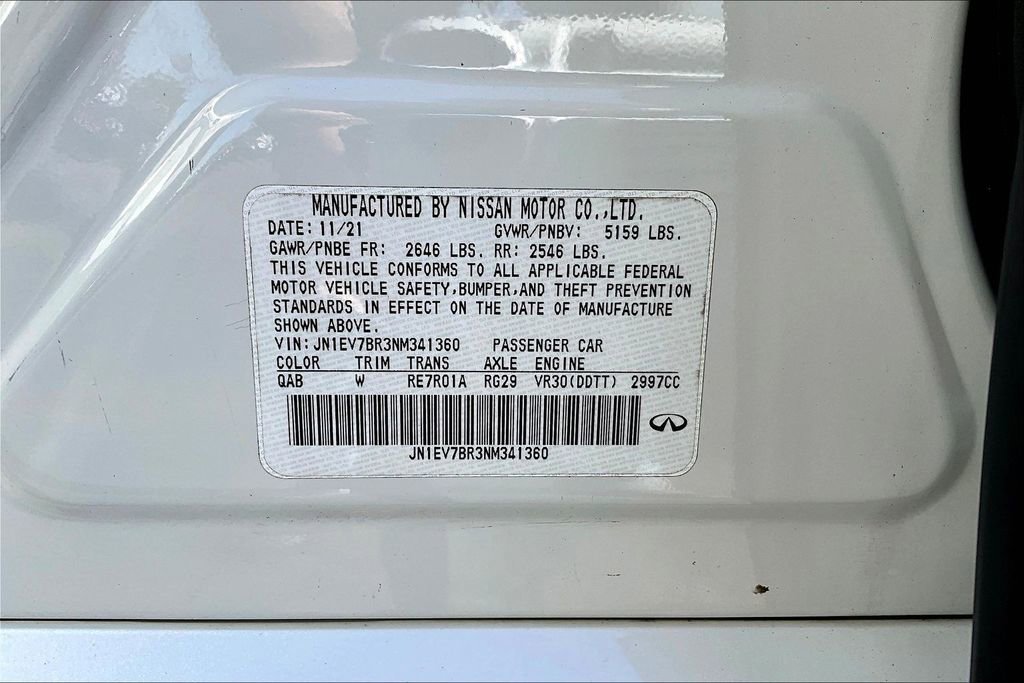 MANUFACTURED BY NISSAN MOTOR CO.,LTD.
DATE: 11/21 GVWR/PNBV: 5159 LBS.
GAWR/PNBE FR: 2646 LBS. RR: 2546 LBS.
THIS VEHICLE CONFORMS TO ALL APPLICABLE FEDERAL
MOTOR VEHICLE SAFETY,BUMPER,AND THEFT PREVENTION
STANDARDS IN EFFECT ON THE DATE OF MANUFACTURE
SHOWN ABOVE.
VIN:JN1EV7BR3NM341360 PASSENGER CAR
COLOR TRIM TRANS AXLE ENGINE
QAB W RE7R01A RG29 VR30(DDTT) 2997CC
JN1EV7BR3NM341360